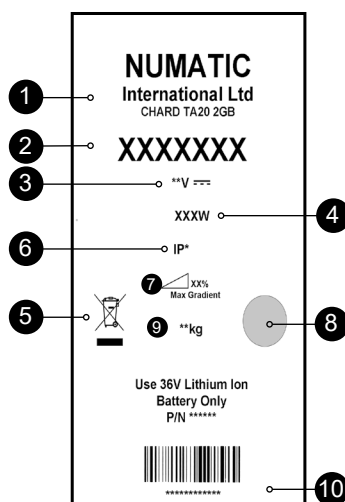 NUMATIC
1
International Ltd
CHARD TA20 2GB
2
XXXXXXX
3
**V
XXXW
4
6
IP*
7
XX%
Max Gradient
5
9
**kg
8
Use 36V Lithium Ion
Battery Only
P/N ******
************
10